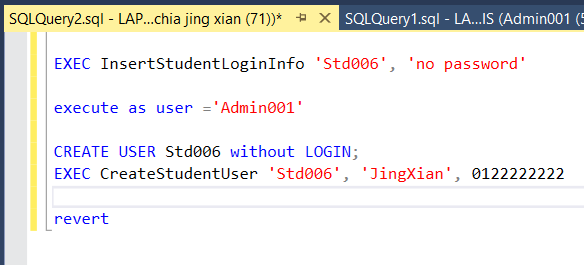 SQLQuery2.sql - LAP...chia jing xian (71))* SQLQuery1.sql - LA...IS (Admin001 (5
EXEC InsertStudentLoginInfo 'Std006', 'no password'
execute as user ='Admin001'
CREATE USER Std006 without LOGIN;
EXEC CreateStudentUser 'Std006', 'JingXian', 0122222222
revert